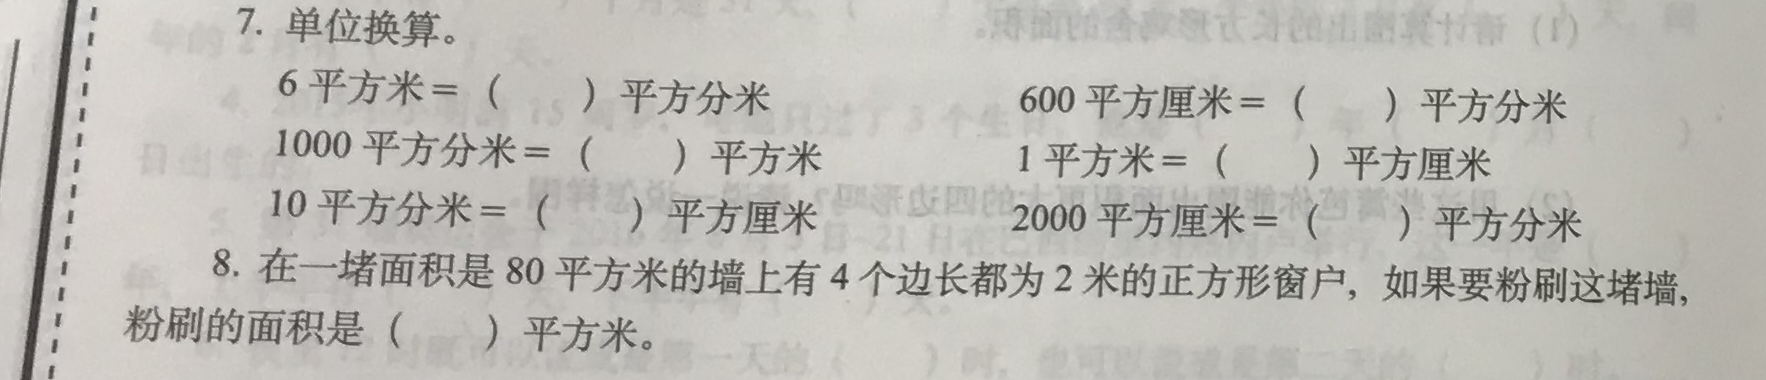 7. 单位换算。
6 平方米＝（　　）平方分米　　600 平方厘米＝（　　）平方分米
1000 平方分米＝（　　）平方米　　1 平方米＝（　　）平方厘米
10 平方分米＝（　　）平方厘米　　2000 平方厘米＝（　　）平方分米
8. 在一堵面积是 80 平方米的墙上有 4 个边长都为 2 米的正方形窗户，如果要粉刷这堵墙，
粉刷的面积是（　　）平方米。